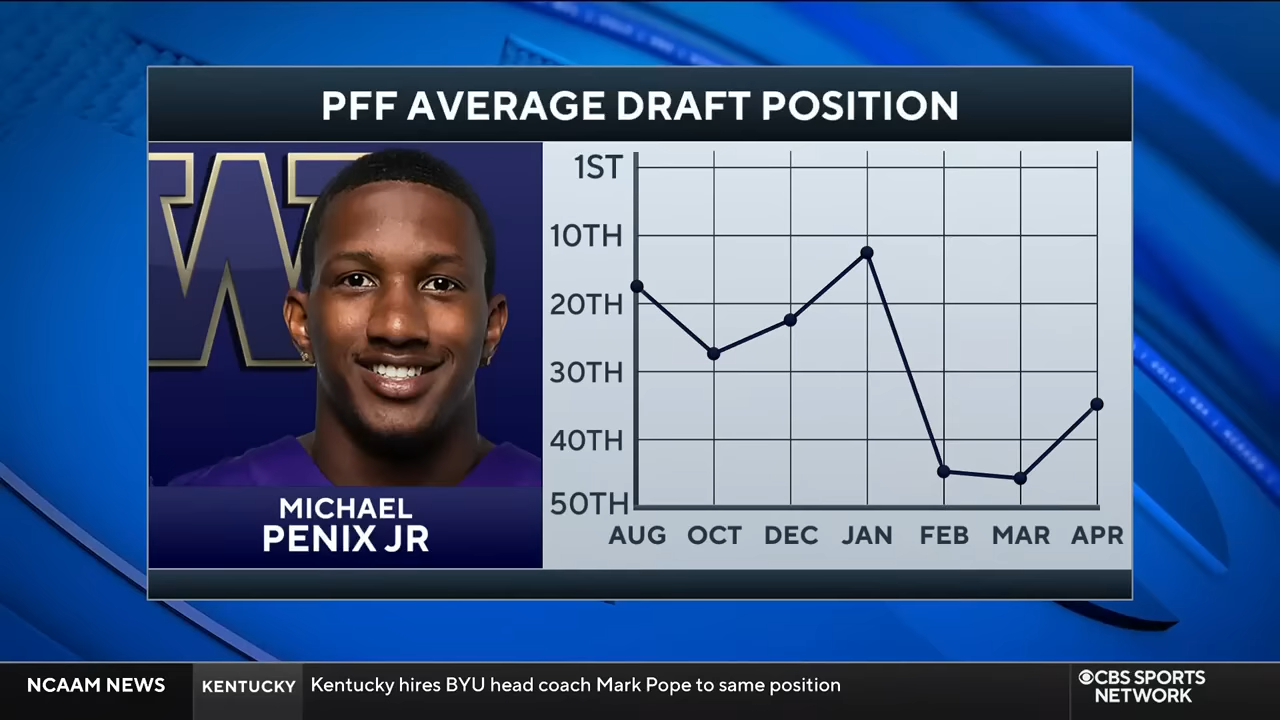 PFF AVERAGE DRAFT POSITION
W
MICHAEL
PENIX JR
1ST
10TH
20TH
30TH
40TH
50TH
AUG OCT DEC JAN FEB MAR APR
NCAAM NEWS KENTUCKY Kentucky hires BYU head coach Mark Pope to same position
CBS SPORTS
NETWORK